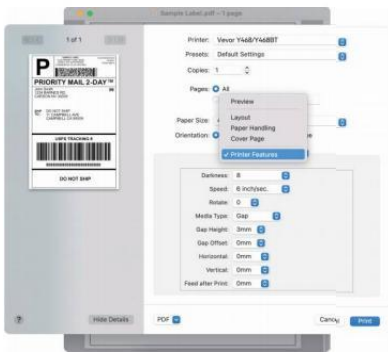 Sample Label.pdf - 1 page
1 of 1
P
PRIORITY MAIL 2-DAY™
USPS TRACKING #
DO NOT SHIP
Printer: Vevor Y468/Y468BT
Presets: Default Settings
Copies: 1
Pages: All
Preview
Layout
Paper Handling
Cover Page
✓ Printer Features
Paper Size:
Orientation:
Darkness: 8
Speed: 6 inch/sec.
Rotate: 0
Media Type: Gap
Gap Height: 3mm
Gap Offset: 0mm
Horizontal: 0mm
Vertical: 0mm
Feed after Print: 0mm
? Hide Details PDF Print